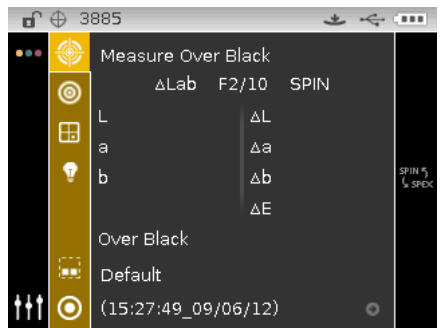 3885
Measure Over Black
ΔLab F2/10 SPIN
L ΔL
a Δa
b Δb
ΔE
SPIN
SPEX
Over Black
Default
(15:27:49_09/06/12)